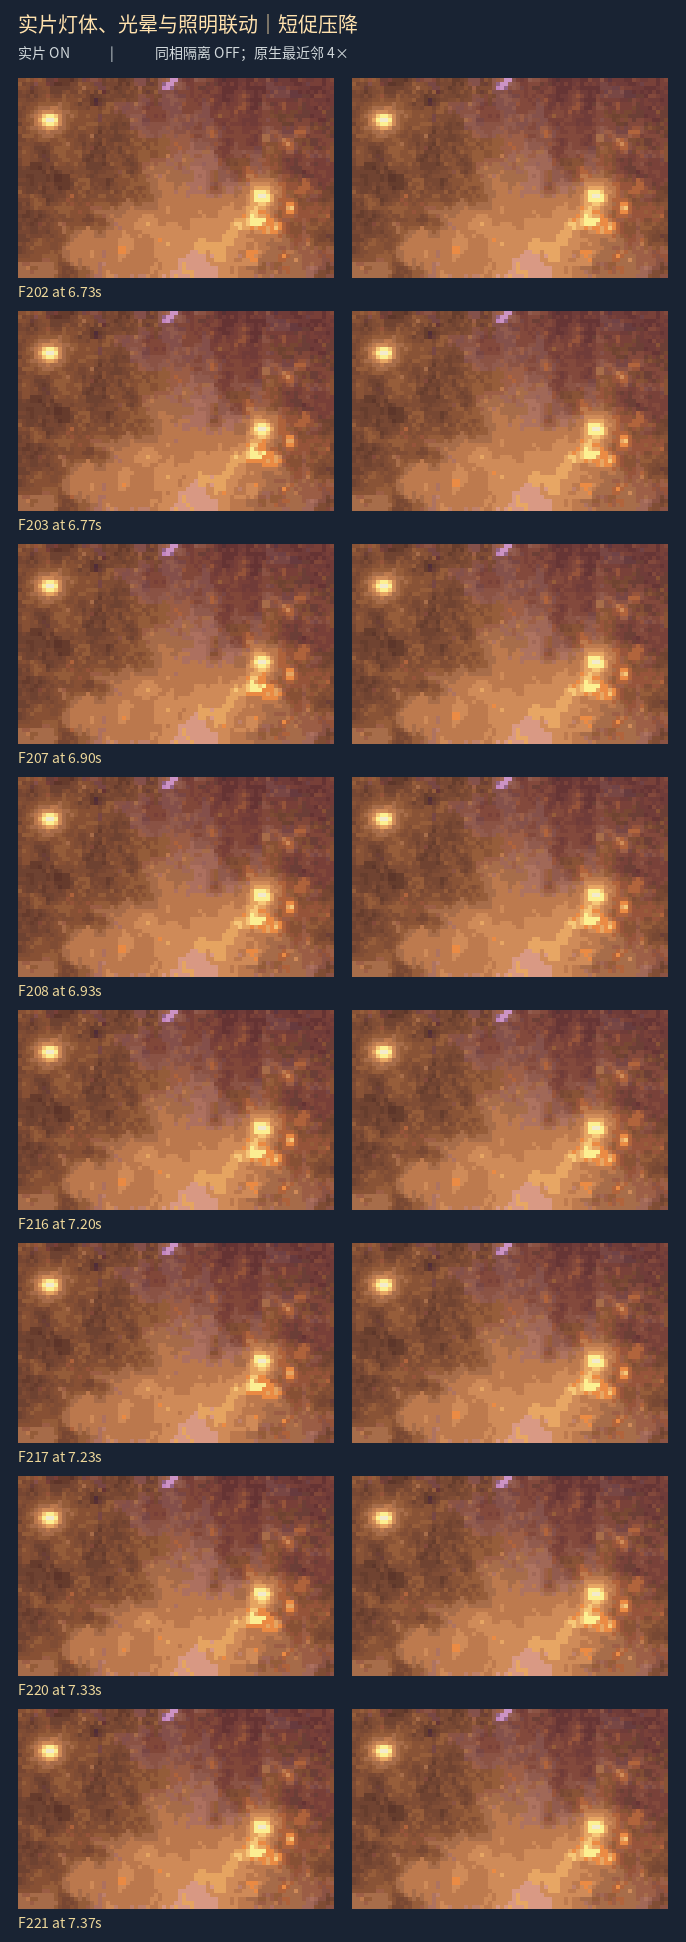 实片灯体、光晕与照明联动｜短促压降
实片 ON | 同相隔离 OFF；原生最近邻 4×
F202 at 6.73s
F203 at 6.77s
F207 at 6.90s
F208 at 6.93s
F216 at 7.20s
F217 at 7.23s
F220 at 7.33s
F221 at 7.37s